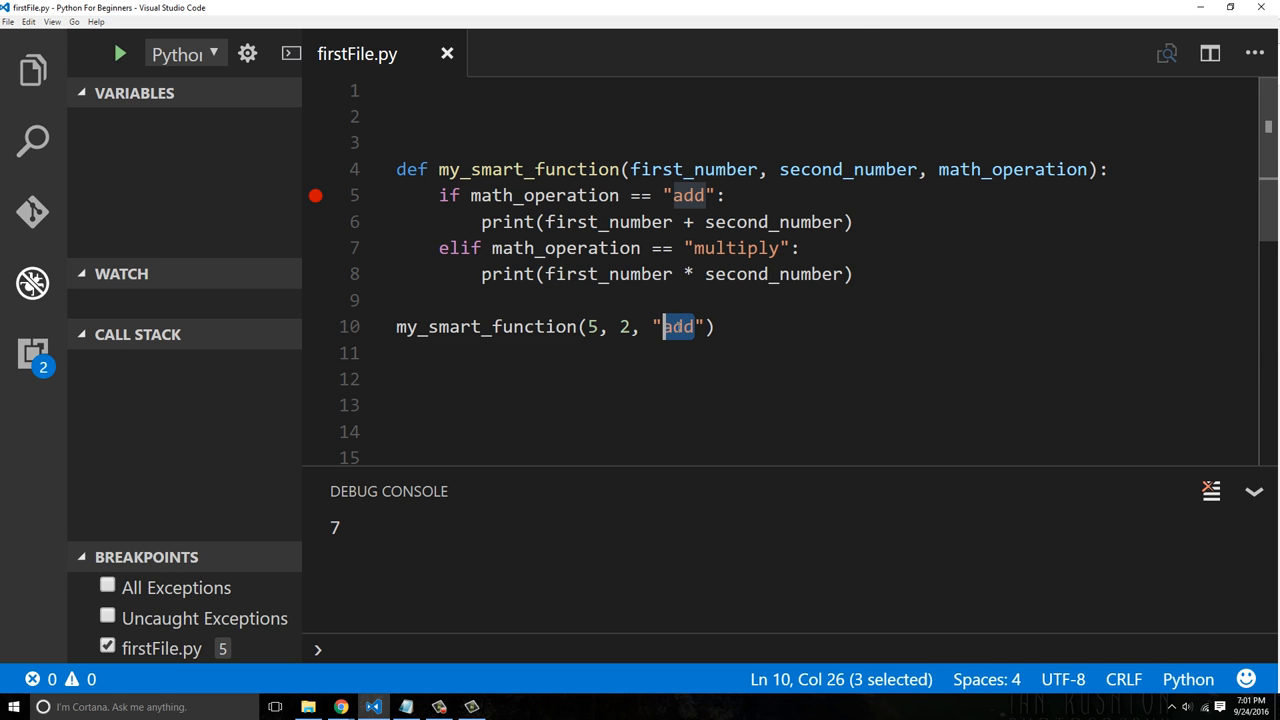 firstFile.py - Python For Beginners - Visual Studio Code
File Edit View Go Help
Python
firstFile.py
VARIABLES
WATCH
CALL STACK
2
BREAKPOINTS
All Exceptions
Uncaught Exceptions
firstFile.py 5
1
2
3
4 def my_smart_function(first_number, second_number, math_operation):
5 if math_operation == "add":
6 print(first_number + second_number)
7 elif math_operation == "multiply":
8 print(first_number * second_number)
9
10 my_smart_function(5, 2, "add")
11
12
13
14
15
DEBUG CONSOLE
7
0 0 Ln 10, Col 26 (3 selected) Spaces: 4 UTF-8 CRLF Python
I'm Cortana. Ask me anything.
7:01 PM
9/24/2016